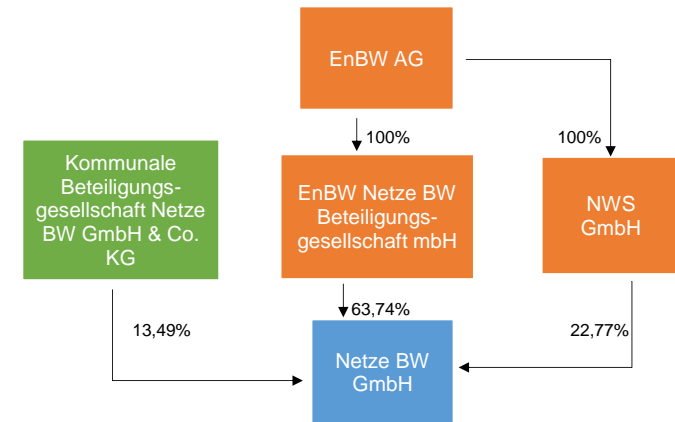 EnBW AG
100%
100%
Kommunale
Beteiligungs-
gesellschaft Netze
BW GmbH & Co.
KG
EnBW Netze BW
Beteiligungs-
gesellschaft mbH
NWS
GmbH
13,49%
63,74%
22,77%
Netze BW
GmbH